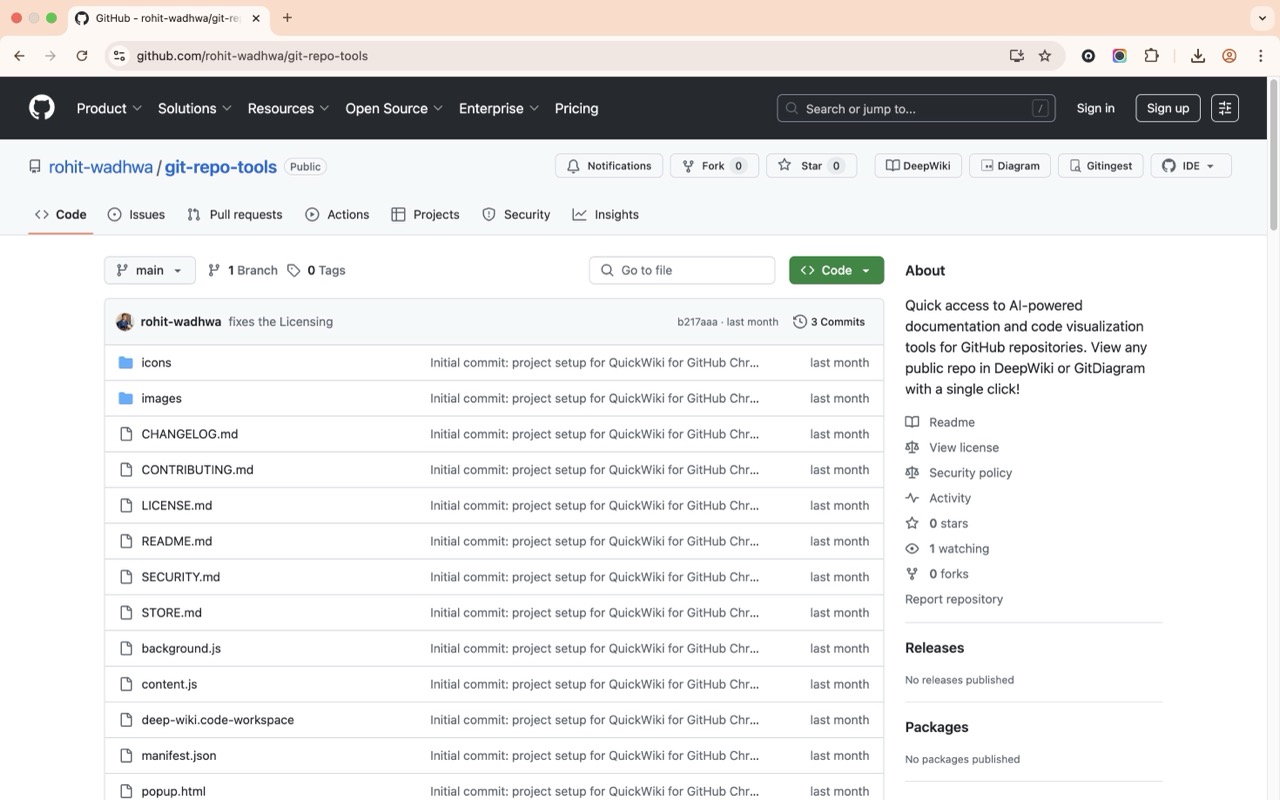 GitHub - rohit-wadhwa/git-re
github.com/rohit-wadhwa/git-repo-tools
Product Solutions Resources Open Source Enterprise Pricing Search or jump to... / Sign in Sign up
rohit-wadhwa / git-repo-tools Public Notifications Fork 0 Star 0 DeepWiki Diagram Gitingest IDE
Code Issues Pull requests Actions Projects Security Insights
main 1 Branch 0 Tags Go to file Code
rohit-wadhwa fixes the Licensing b217aaa · last month 3 Commits
icons Initial commit: project setup for QuickWiki for GitHub Chr... last month
images Initial commit: project setup for QuickWiki for GitHub Chr... last month
CHANGELOG.md Initial commit: project setup for QuickWiki for GitHub Chr... last month
CONTRIBUTING.md Initial commit: project setup for QuickWiki for GitHub Chr... last month
LICENSE.md Initial commit: project setup for QuickWiki for GitHub Chr... last month
README.md Initial commit: project setup for QuickWiki for GitHub Chr... last month
SECURITY.md Initial commit: project setup for QuickWiki for GitHub Chr... last month
STORE.md Initial commit: project setup for QuickWiki for GitHub Chr... last month
background.js Initial commit: project setup for QuickWiki for GitHub Chr... last month
content.js Initial commit: project setup for QuickWiki for GitHub Chr... last month
deep-wiki.code-workspace Initial commit: project setup for QuickWiki for GitHub Chr... last month
manifest.json Initial commit: project setup for QuickWiki for GitHub Chr... last month
popup.html Initial commit: project setup for QuickWiki for GitHub Chr... last month
About
Quick access to AI-powered
documentation and code visualization
tools for GitHub repositories. View any
public repo in DeepWiki or GitDiagram
with a single click!
Readme
View license
Security policy
Activity
0 stars
1 watching
0 forks
Report repository
Releases
No releases published
Packages
No packages published